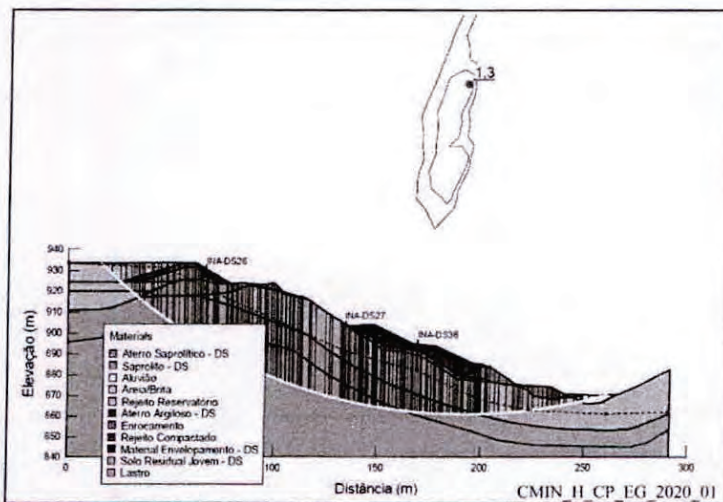 1.3
940
930
920
910
900
890
880
870
860
850
840
Elevação (m)
INA-DS26
INA-DS27
INA-DS36
Materials
Aterro Saprolítico - DS
Saprolito - DS
Aluvião
Areia/Brita
Rejeito Reservatório
Aterro Argiloso - DS
Enrocamento
Rejeito Compactado
Material Envelopamento - DS
Solo Residual Jovem - DS
Lastro
0
100
150
200
250
300
Distância (m)
CMIN_H_CP_EG_2020_01